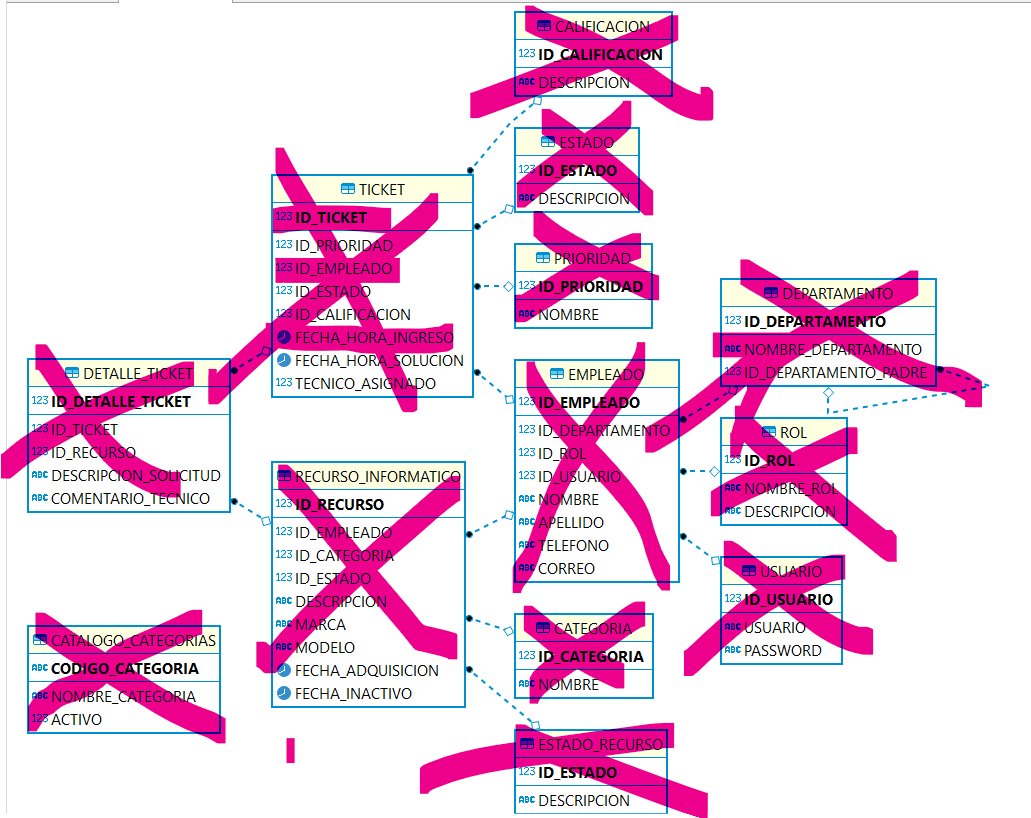 CALIFICACION
123 ID_CALIFICACION
ABC DESCRIPCION
ESTADO
123 ID_ESTADO
ABC DESCRIPCION
TICKET
123 ID_TICKET
123 ID_PRIORIDAD
123 ID_EMPLEADO
123 ID_ESTADO
123 ID_CALIFICACION
FECHA_HORA_INGRESO
FECHA_HORA_SOLUCION
123 TECNICO_ASIGNADO
PRIORIDAD
123 ID_PRIORIDAD
ABC NOMBRE
DEPARTAMENTO
123 ID_DEPARTAMENTO
ABC NOMBRE_DEPARTAMENTO
123 ID_DEPARTAMENTO_PADRE
DETALLE_TICKET
123 ID_DETALLE_TICKET
123 ID_TICKET
123 ID_RECURSO
ABC DESCRIPCION_SOLICITUD
ABC COMENTARIO_TECNICO
EMPLEADO
123 ID_EMPLEADO
123 ID_DEPARTAMENTO
123 ID_ROL
123 ID_USUARIO
ABC NOMBRE
ABC APELLIDO
ABC TELEFONO
ABC CORREO
ROL
123 ID_ROL
ABC NOMBRE_ROL
ABC DESCRIPCION
RECURSO_INFORMATICO
123 ID_RECURSO
123 ID_EMPLEADO
123 ID_CATEGORIA
123 ID_ESTADO
ABC DESCRIPCION
ABC MARCA
ABC MODELO
FECHA_ADQUISICION
FECHA_INACTIVO
USUARIO
123 ID_USUARIO
ABC USUARIO
ABC PASSWORD
CATALOGO_CATEGORIAS
ABC CODIGO_CATEGORIA
ABC NOMBRE_CATEGORIA
123 ACTIVO
CATEGORIA
123 ID_CATEGORIA
ABC NOMBRE
ESTADO_RECURSO
123 ID_ESTADO
ABC DESCRIPCION